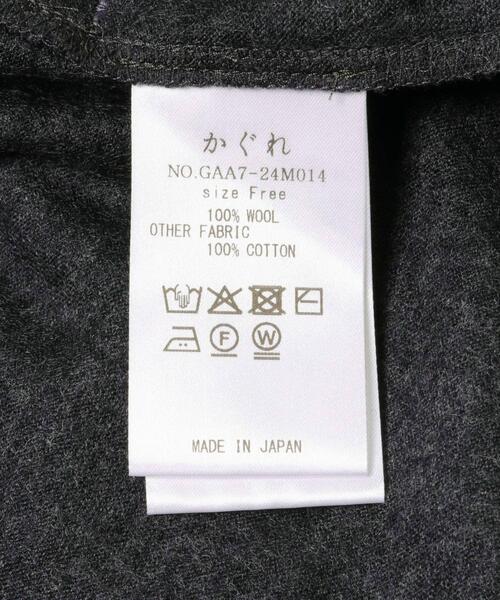 かぐれ
NO.GAA7-24M014
size Free
100% WOOL
OTHER FABRIC
100% COTTON
F W
MADE IN JAPAN